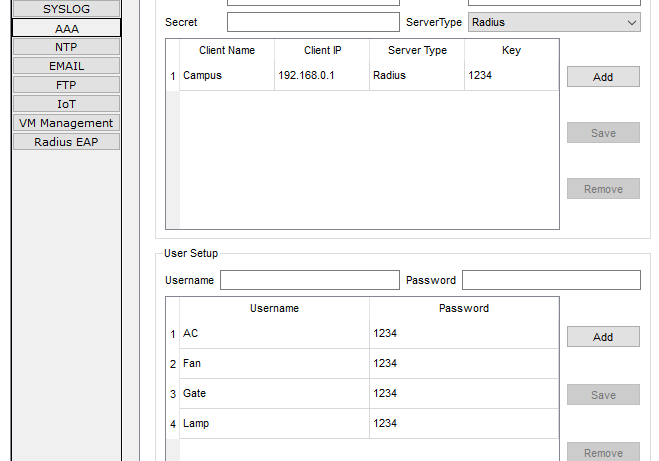 SYSLOG
AAA
NTP
EMAIL
FTP
IoT
VM Management
Radius EAP
Secret ServerType Radius
Client Name Client IP Server Type Key
1 Campus 192.168.0.1 Radius 1234
Add
Save
Remove
User Setup
Username Password
Username Password
1 AC 1234
2 Fan 1234
3 Gate 1234
4 Lamp 1234
Add
Save
Remove